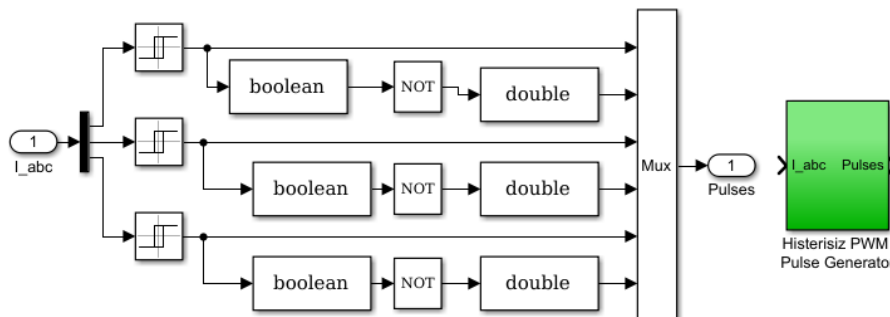 boolean
NOT
double
1
I_abc
boolean
NOT
double
Mux
1
Pulses
I_abc
Pulses
boolean
NOT
double
Histerisiz PWM
Pulse Generato